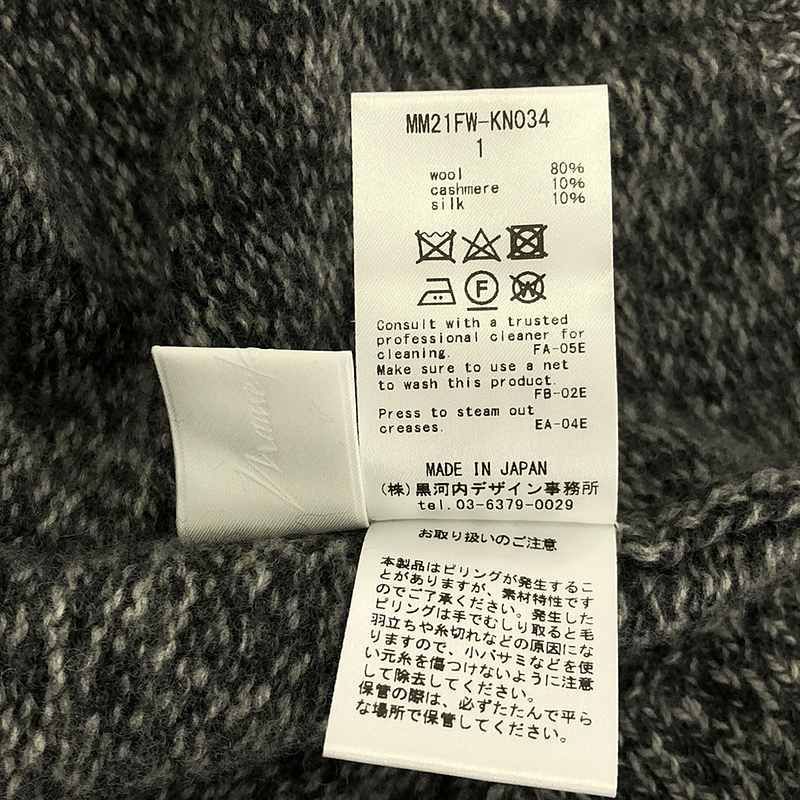 MM21FW-KN034
1
wool 80%
cashmere 10%
silk 10%
F
W
Consult with a trusted
professional cleaner for
cleaning. FA-05E
Make sure to use a net
to wash this product.
FB-02E
Press to steam out
creases. EA-04E
MADE IN JAPAN
(株)黒河内デザイン事務所
tel. 03-6379-0029
お取り扱いのご注意
本製品はピリングが発生するこ
とがありますが、素材特性です
のでご了承ください。発生した
ピリングは手でむしり取ると毛
羽立ちや糸切れなどの原因にな
りますので、小バサミなどを使
い元糸を傷つけないように注意
して除去してください。
保管の際は、必ずたたんで平ら
な場所で保管してください。